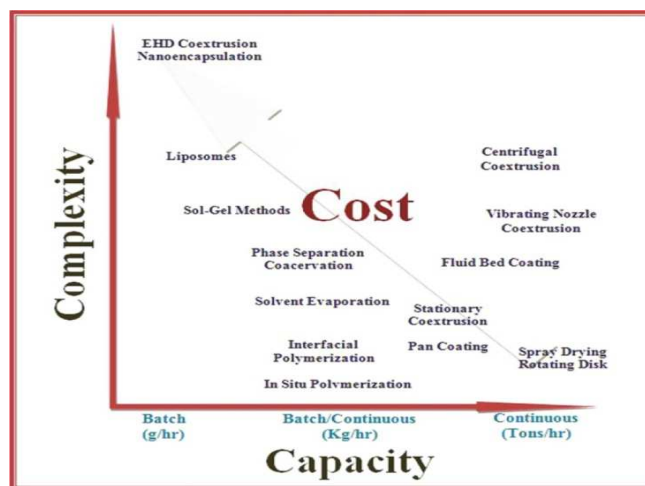 EHD Coextrusion
Nanoencapsulation
Liposomes
Centrifugal
Coextrusion
Sol-Gel Methods
Cost
Vibrating Nozzle
Coextrusion
Phase Separation
Coacervation
Fluid Bed Coating
Solvent Evaporation
Stationary
Coextrusion
Interfacial
Polymerization
Pan Coating
Spray Drying
Rotating Disk
In Situ Polymerization
Complexity
Batch
(g/hr)
Batch/Continuous
(Kg/hr)
Continuous
(Tons/hr)
Capacity